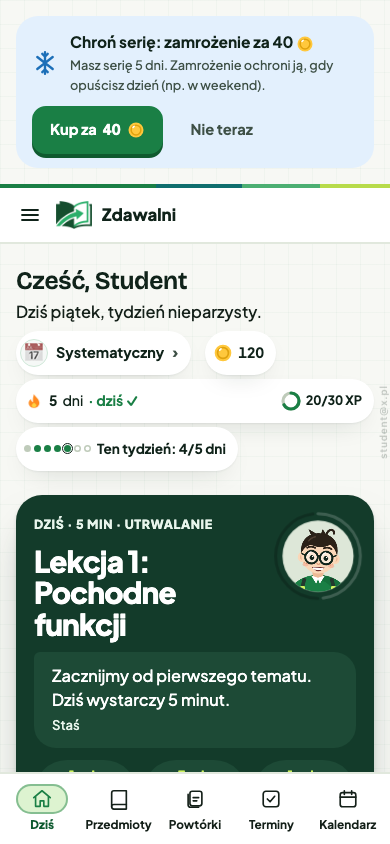 Chroń serię: zamrożenie za 40
Masz serię 5 dni. Zamrożenie ochroni ją, gdy
opuścisz dzień (np. w weekend).
Kup za 40
Nie teraz
Zdawalni
Cześć, Student
Dziś piątek, tydzień nieparzysty.
Systematyczny ›
120
5 dni · dziś ✓
20/30 XP
Ten tydzień: 4/5 dni
student@x.pl
DZIŚ · 5 MIN · UTRWALANIE
Lekcja 1:
Pochodne
funkcji
Zacznijmy od pierwszego tematu.
Dziś wystarczy 5 minut.
Staś
Dziś
Przedmioty
Powtórki
Terminy
Kalendarz